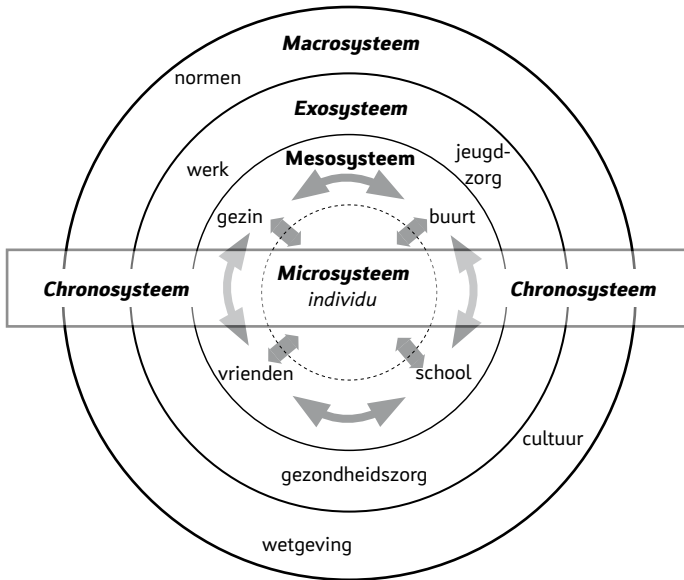 Macrosysteem
normen
Exosysteem
Mesosysteem
jeugd-
zorg
werk
gezin
buurt
Chronosysteem
Microsysteem
individu
Chronosysteem
vrienden
school
cultuur
gezondheidszorg
wetgeving